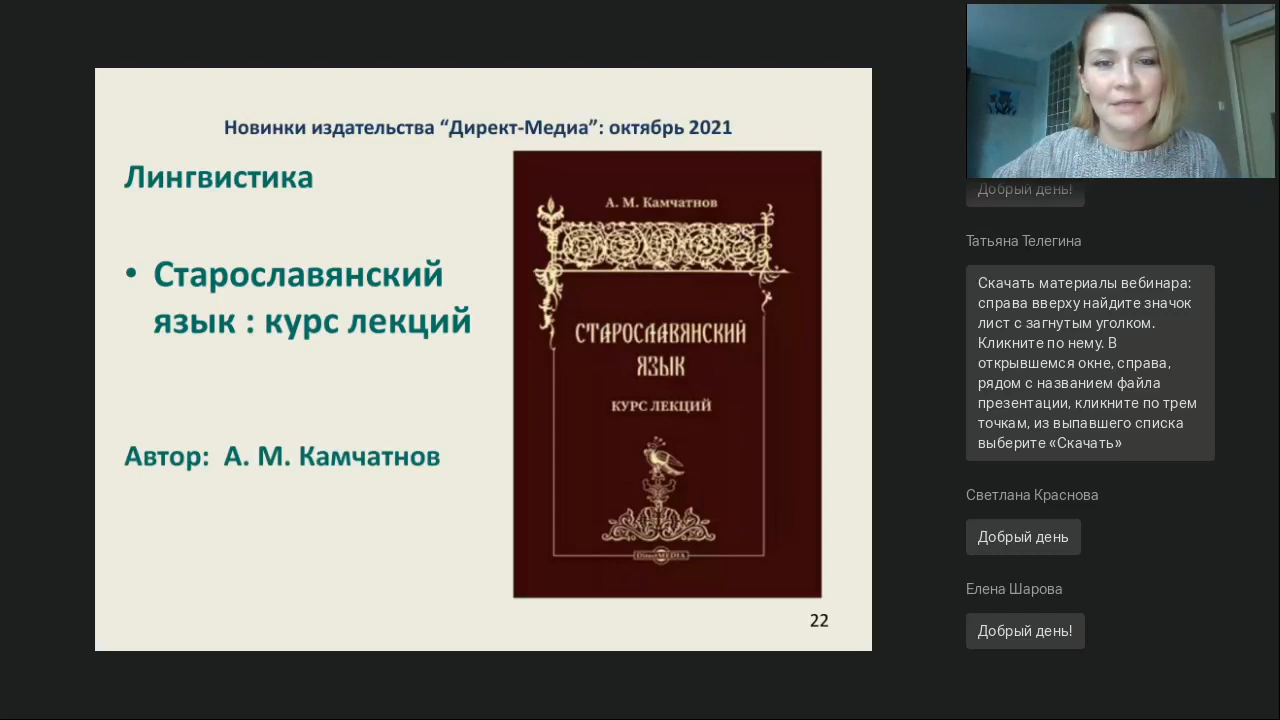 Новинки издательства “Директ-Медиа”: октябрь 2021
Лингвистика
• Старославянский
язык : курс лекций
Автор: А. М. Камчатнов
А. М. Камчатнов
СТАРОСЛАВЯНСКИЙ
ЯЗЫК
КУРС ЛЕКЦИЙ
DirectMEDIA
22
Добрый день!
Татьяна Телегина
Скачать материалы вебинара:
справа вверху найдите значок
лист с загнутым уголком.
Кликните по нему. В
открывшемся окне, справа,
рядом с названием файла
презентации, кликните по трем
точкам, из выпавшего списка
выберите «Скачать»
Светлана Краснова
Добрый день
Елена Шарова
Добрый день!